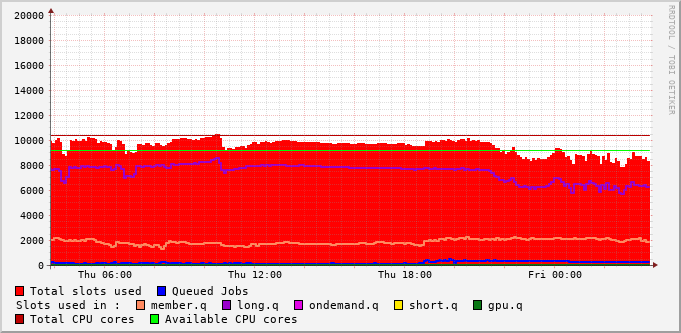 20000
18000
16000
14000
12000
10000
8000
6000
4000
2000
0
Thu 06:00 Thu 12:00 Thu 18:00 Fri 00:00
Total slots used Queued Jobs
Slots used in : member.q long.q ondemand.q short.q gpu.q
Total CPU cores Available CPU cores
RRDTOOL / TOBI OETIKER